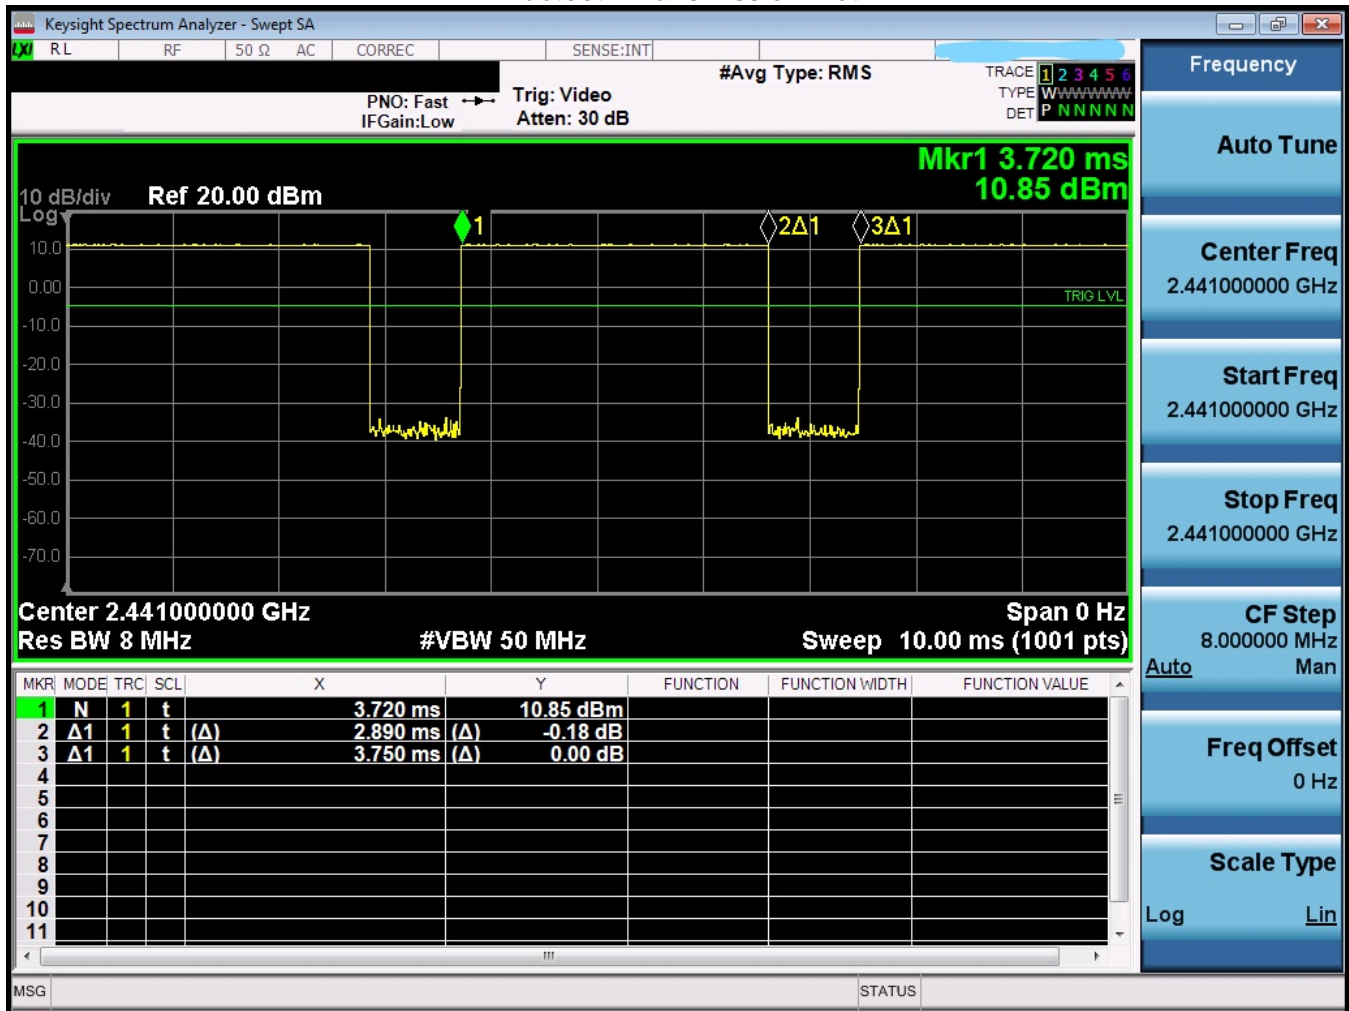 Keysight Spectrum Analyzer - Swept SA
LXI RL RF 50 Ω AC CORREC SENSE:INT
#Avg Type: RMS
TRACE 1 2 3 4 5 6
TYPE WWWWWW
DET P N N N N N
PNO: Fast
IFGain:Low
Trig: Video
Atten: 30 dB
Mkr1 3.720 ms
10.85 dBm
10 dB/div Ref 20.00 dBm
Log
1 2Δ1 3Δ1
10.0
0.00
TRIG LVL
-10.0
-20.0
-30.0
-40.0
-50.0
-60.0
-70.0
Center 2.441000000 GHz Span 0 Hz
Res BW 8 MHz #VBW 50 MHz Sweep 10.00 ms (1001 pts)
MKR MODE TRC SCL X Y FUNCTION FUNCTION WIDTH FUNCTION VALUE
1 N 1 t 3.720 ms 10.85 dBm
2 Δ1 1 t (Δ) 2.890 ms (Δ) -0.18 dB
3 Δ1 1 t (Δ) 3.750 ms (Δ) 0.00 dB
4
5
6
7
8
9
10
11
MSG STATUS
Frequency
Auto Tune
Center Freq
2.441000000 GHz
Start Freq
2.441000000 GHz
Stop Freq
2.441000000 GHz
CF Step
8.000000 MHz
Auto Man
Freq Offset
0 Hz
Scale Type
Log Lin